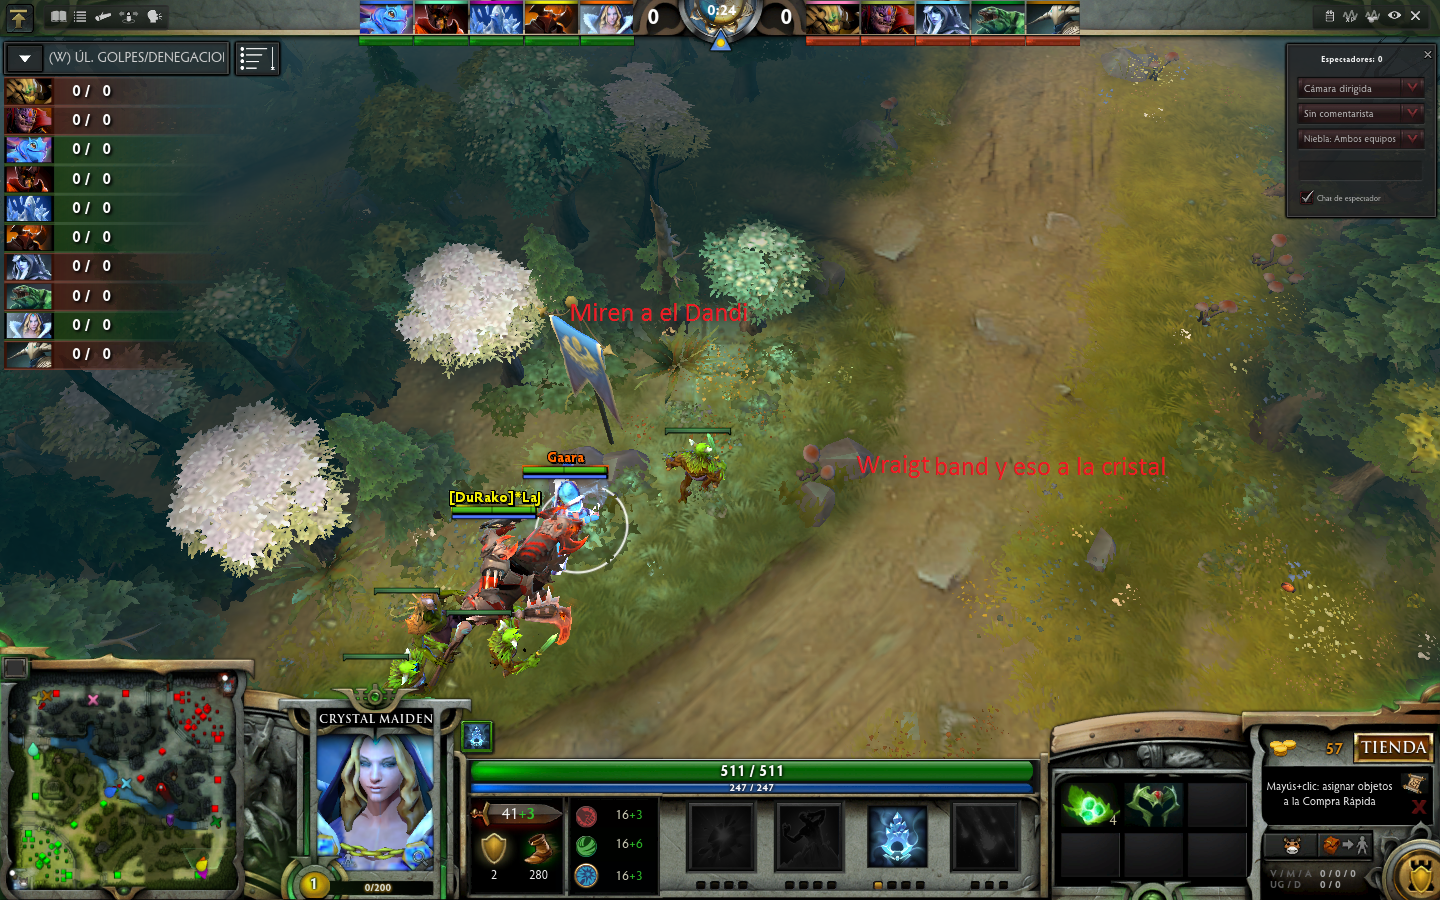 0 0:24 0
(W) ÚL. GOLPES/DENEGACIO
0 / 0
0 / 0
0 / 0
0 / 0
0 / 0
0 / 0
0 / 0
0 / 0
0 / 0
0 / 0
Espectadores: 0
Cámara dirigida
Sin comentarista
Niebla: Ambos equipos
Chat de espectador
Miren a el Dandi
Gaara
[DuRako]*LaJ
Wraigt band y eso a la cristal
CRYSTAL MAIDEN
1
0/200
511 / 511
247 / 247
41+3
2 280
16+3
16+6
16+3
4
57 TIENDA
Mayús+clic: asignar objetos
a la Compra Rápida
V / M / A 0 / 0 / 0
UG / D 0 / 0